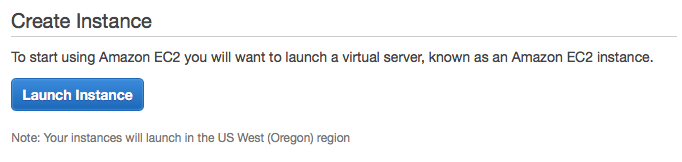 Create Instance
To start using Amazon EC2 you will want to launch a virtual server, known as an Amazon EC2 instance.
Launch Instance
Note: Your instances will launch in the US West (Oregon) region